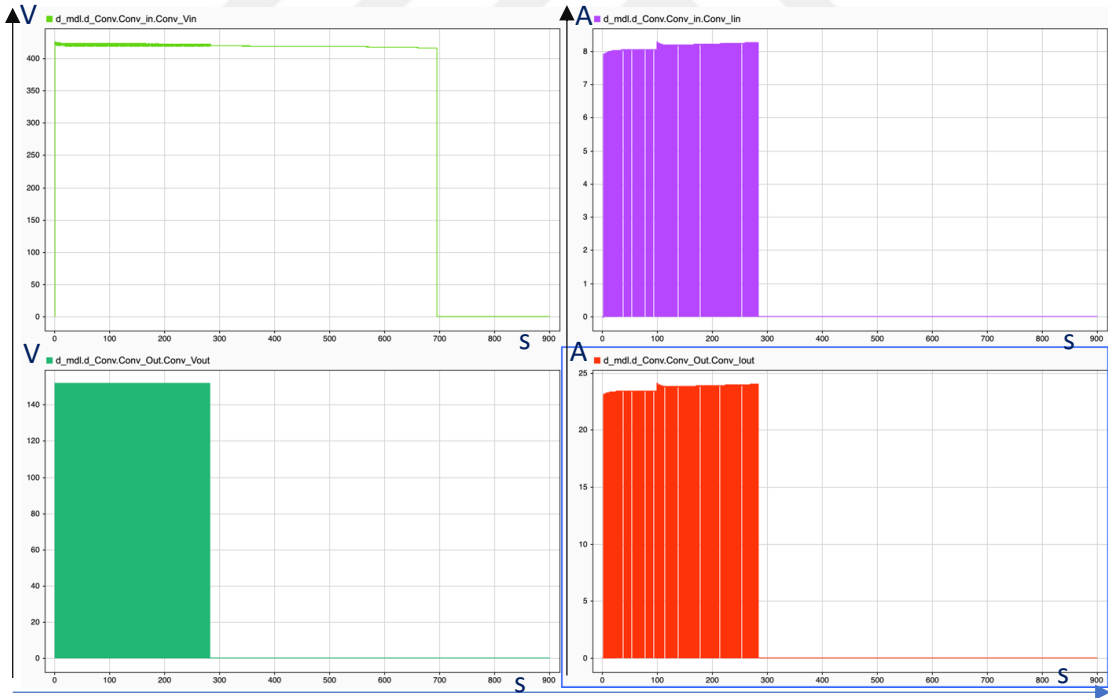 V d_mdl.d_Conv.Conv_in.Conv_Vin
400
350
300
250
200
150
100
50
0
0 100 200 300 400 500 600 700 800 900
S
A d_mdl.d_Conv.Conv_in.Conv_Iin
8
7
6
5
4
3
2
1
0
0 100 200 300 400 500 600 700 800 900
S
V d_mdl.d_Conv.Conv_Out.Conv_Vout
140
120
100
80
60
40
20
0
0 100 200 300 400 500 600 700 800 900
S
A d_mdl.d_Conv.Conv_Out.Conv_Iout
25
20
15
10
5
0
0 100 200 300 400 500 600 700 800 900
S